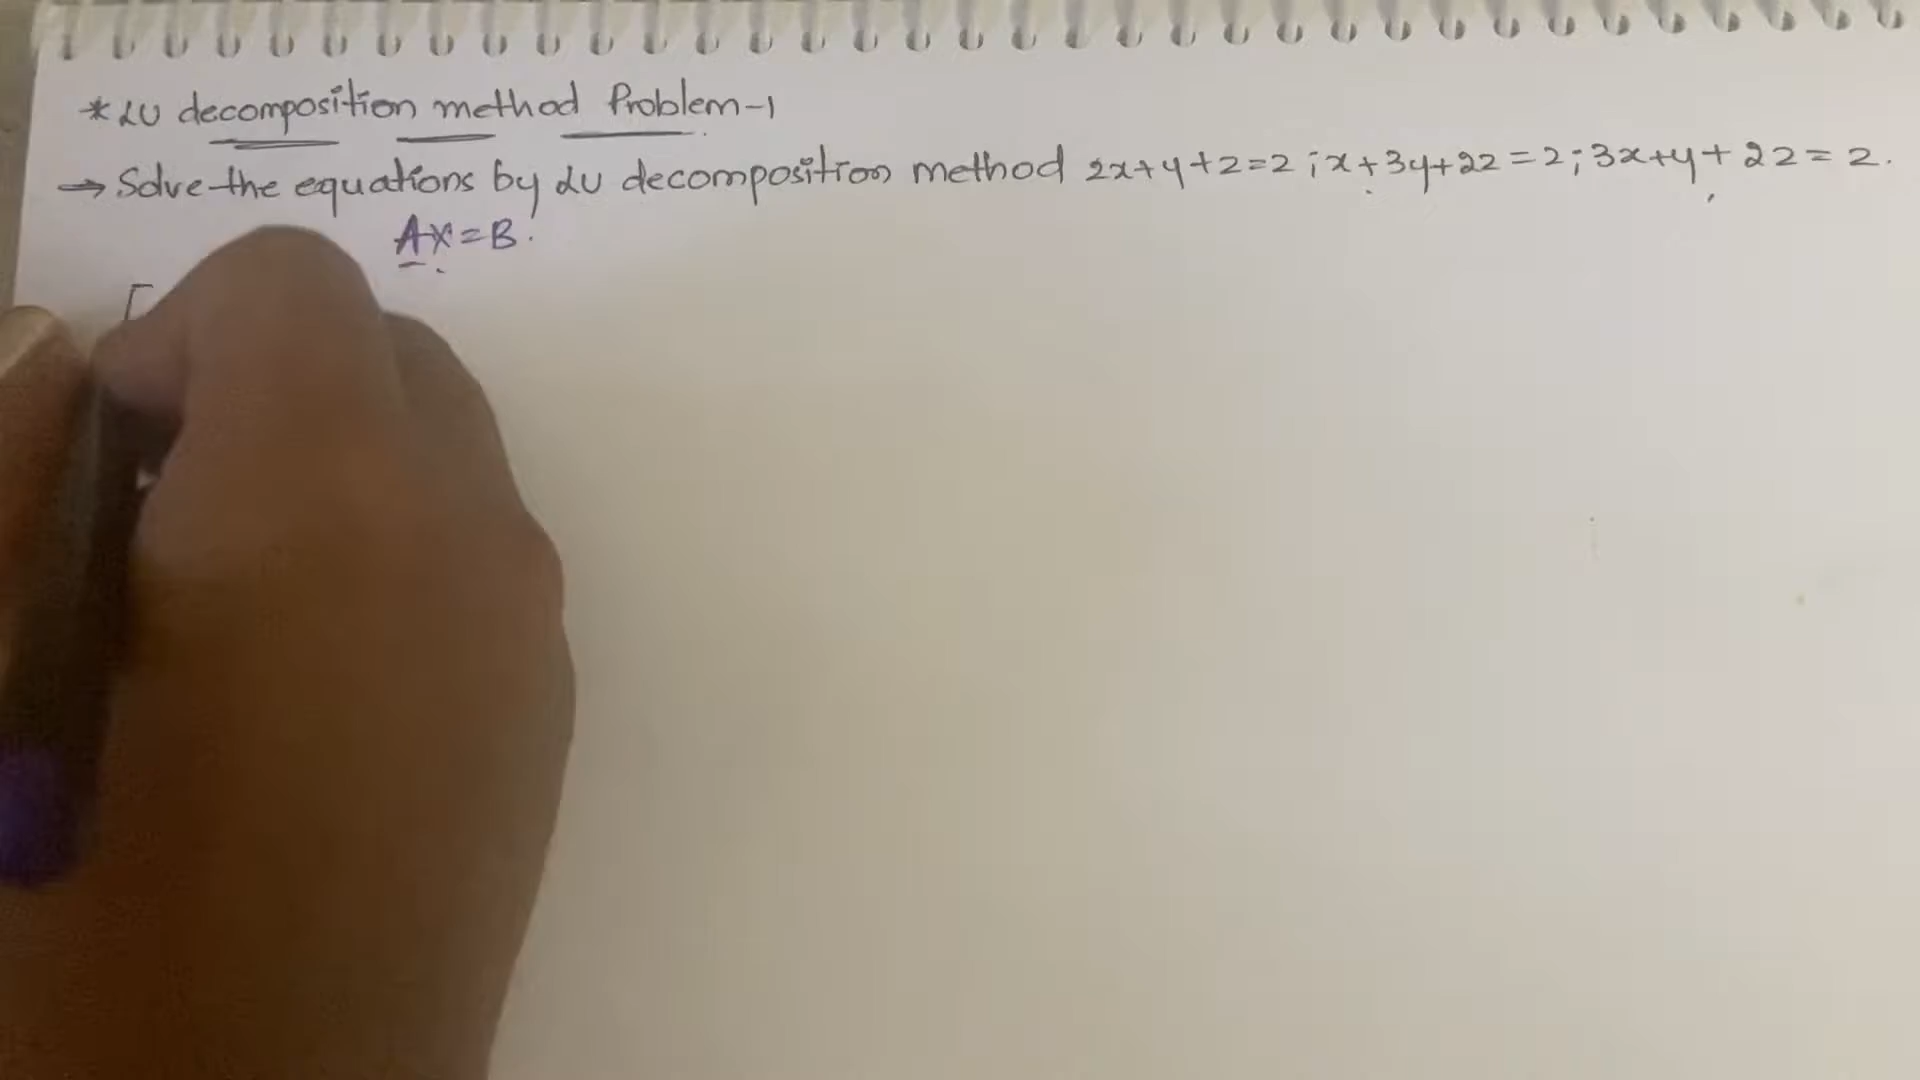 * LU decomposition method Problem-1
→ Solve the equations by LU decomposition method 2x+y+z=2 ; x+3y+2z=2 ; 3x+y+2z=2.
AX=B.
[